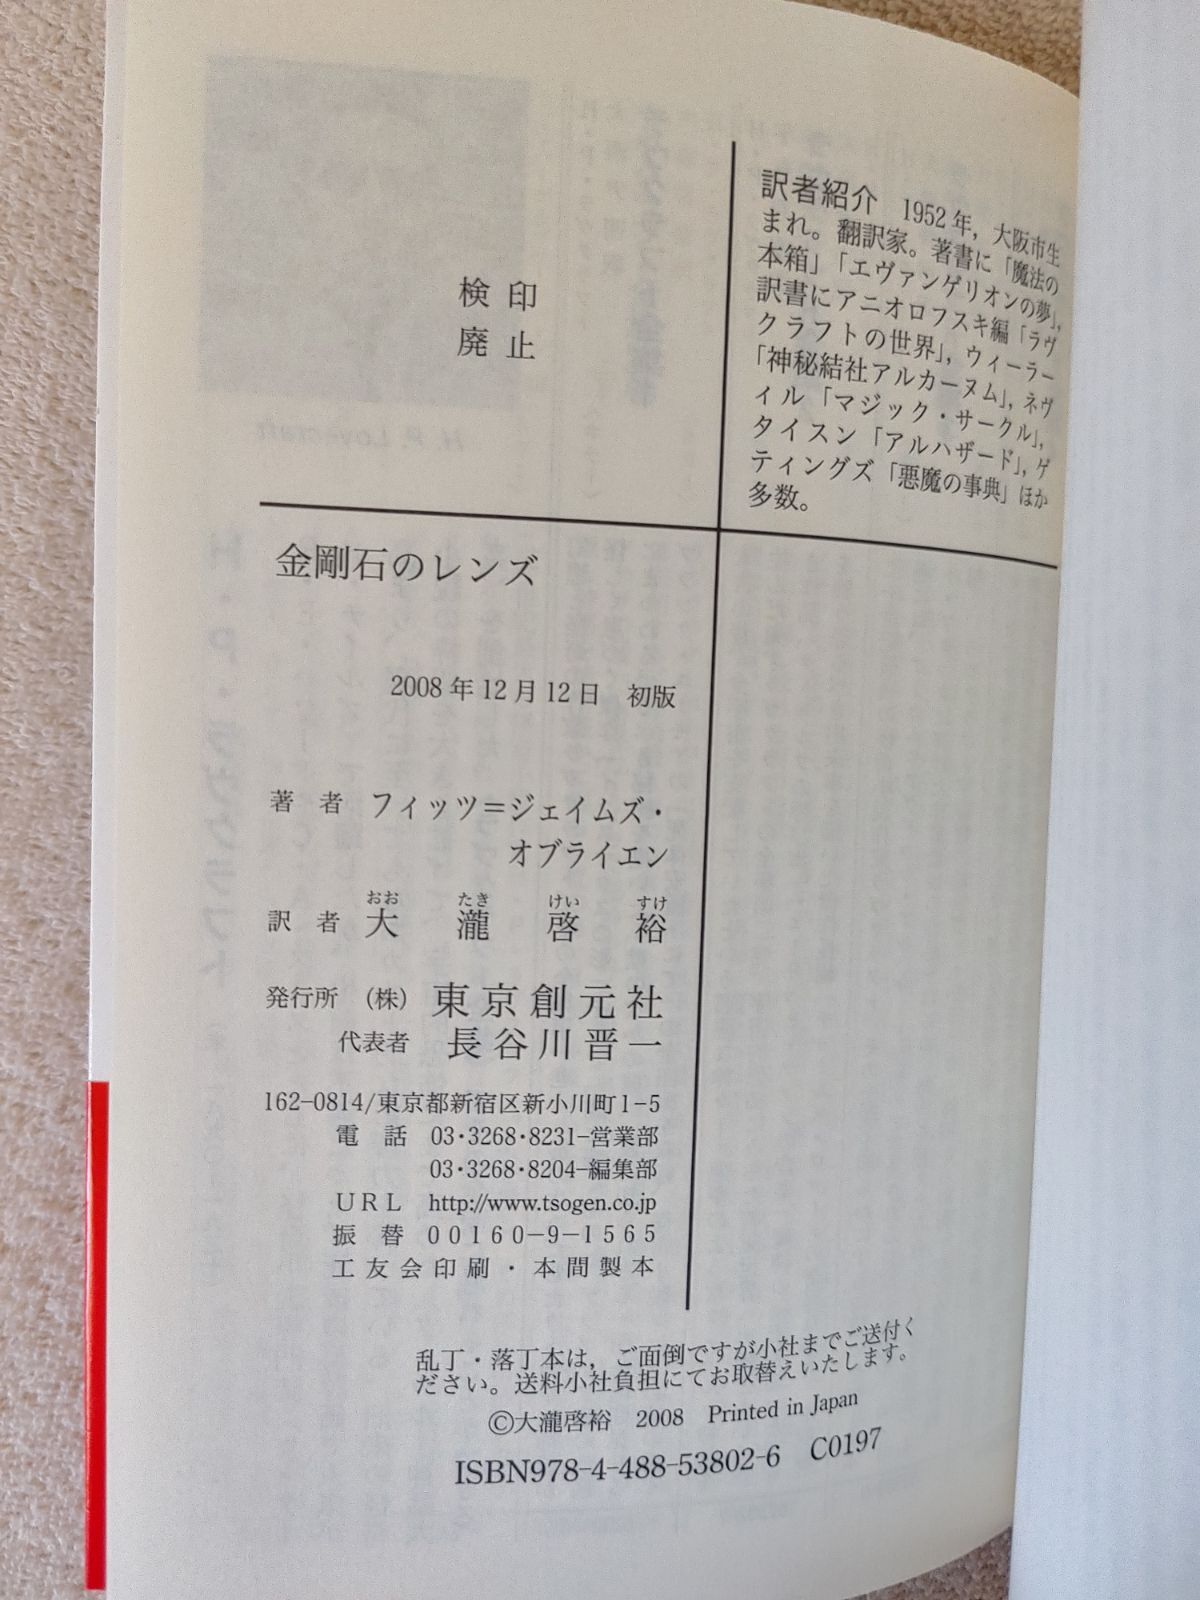 訳者紹介　1952年，大阪市生
まれ。翻訳家。著書に「魔法の
本箱」「エヴァンゲリオンの夢」，
訳書にアニオロフスキ編「ラヴ
クラフトの世界」，ウィーラー
「神秘結社アルカーヌム」，ネヴ
ィル「マジック・サークル」，
タイスン「アルハザード」，ゲ
ティングズ「悪魔の事典」ほか
多数。
検印
廃止
金剛石のレンズ
2008年12月12日　初版
著者　フィッツ＝ジェイムズ・
オブライエン
おお　たき　けい　すけ
訳者　大瀧啓裕
発行所　（株）東京創元社
代表者　長谷川晋一
162-0814/東京都新宿区新小川町1-5
電話　03・3268・8231-営業部
03・3268・8204-編集部
URL　http://www.tsogen.co.jp
振替　00160-9-1565
工友会印刷・本間製本
乱丁・落丁本は，ご面倒ですが小社までご送付く
ださい。送料小社負担にてお取替えいたします。
©大瀧啓裕　2008　Printed in Japan
ISBN978-4-488-53802-6　C0197